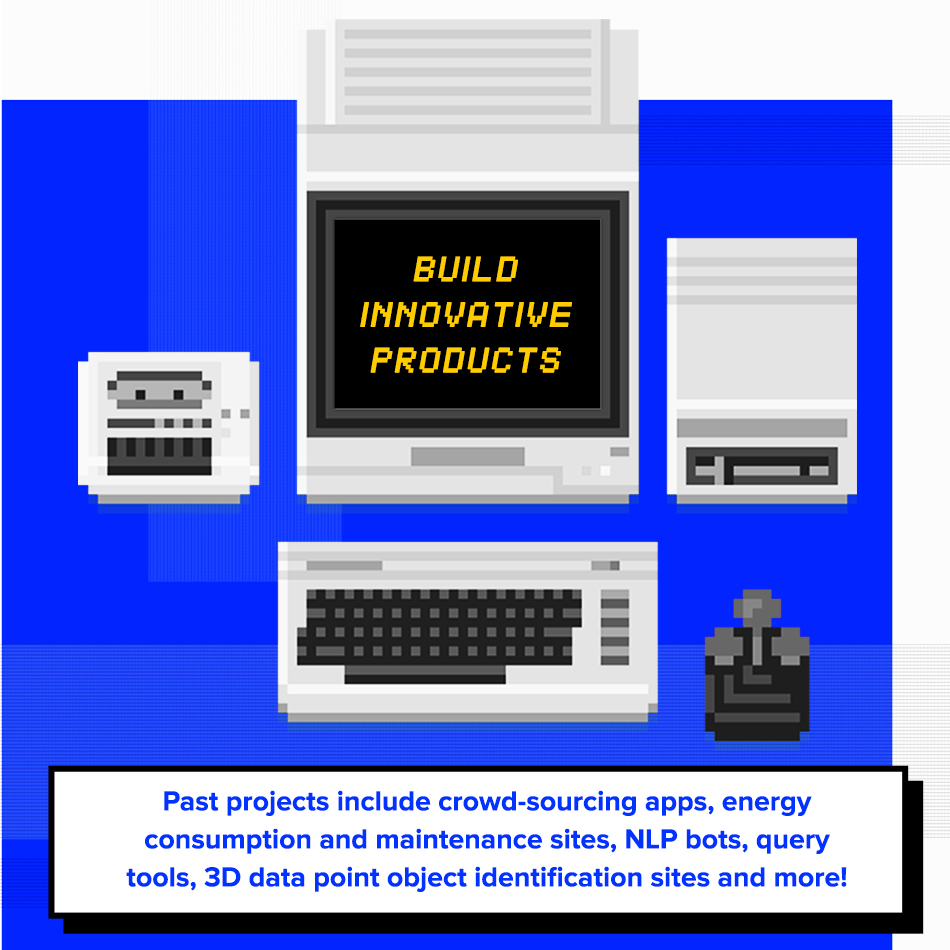 BUILD
INNOVATIVE
PRODUCTS
Past projects include crowd-sourcing apps, energy
consumption and maintenance sites, NLP bots, query
tools, 3D data point object identification sites and more!